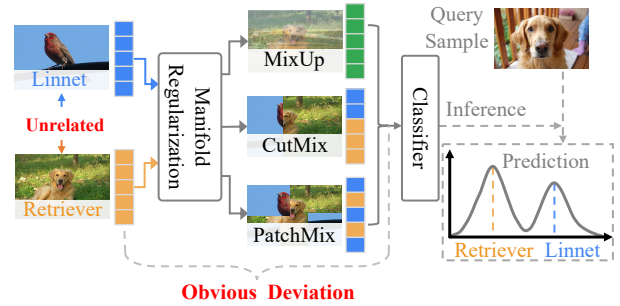 Linnet
Unrelated
Retriever
Manifold
Regularization
MixUp
CutMix
PatchMix
Classifier
Query
Sample
Inference
Prediction
Retriever Linnet
Obvious Deviation